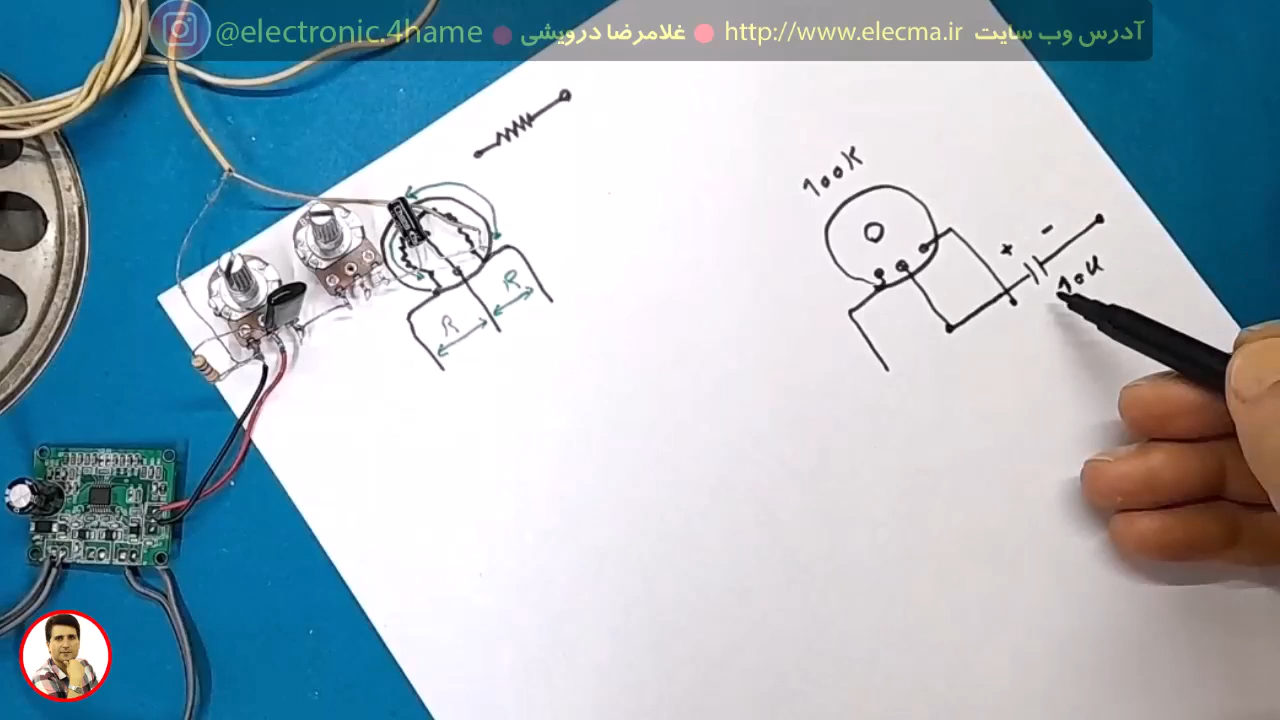 @electronic.4hame غلامرضا درویشی http://www.elecma.ir آدرس وب سایت
100K
+ -
10u
R
R